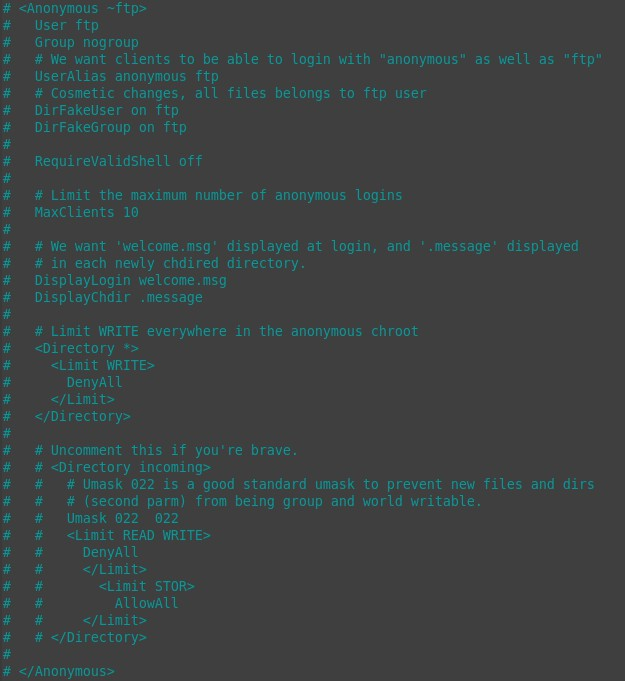 # <Anonymous ~ftp>
#   User ftp
#   Group nogroup
#   # We want clients to be able to login with "anonymous" as well as "ftp"
#   UserAlias anonymous ftp
#   # Cosmetic changes, all files belongs to ftp user
#   DirFakeUser on ftp
#   DirFakeGroup on ftp
#
#   RequireValidShell off
#
#   # Limit the maximum number of anonymous logins
#   MaxClients 10
#
#   # We want 'welcome.msg' displayed at login, and '.message' displayed
#   # in each newly chdired directory.
#   DisplayLogin welcome.msg
#   DisplayChdir .message
#
#   # Limit WRITE everywhere in the anonymous chroot
#   <Directory *>
#     <Limit WRITE>
#       DenyAll
#     </Limit>
#   </Directory>
#
#   # Uncomment this if you're brave.
#   # <Directory incoming>
#   #   # Umask 022 is a good standard umask to prevent new files and dirs
#   #   # (second parm) from being group and world writable.
#   #   Umask 022  022
#   #   <Limit READ WRITE>
#   #     DenyAll
#   #     </Limit>
#   #       <Limit STOR>
#   #         AllowAll
#   #     </Limit>
#   # </Directory>
#
# </Anonymous>